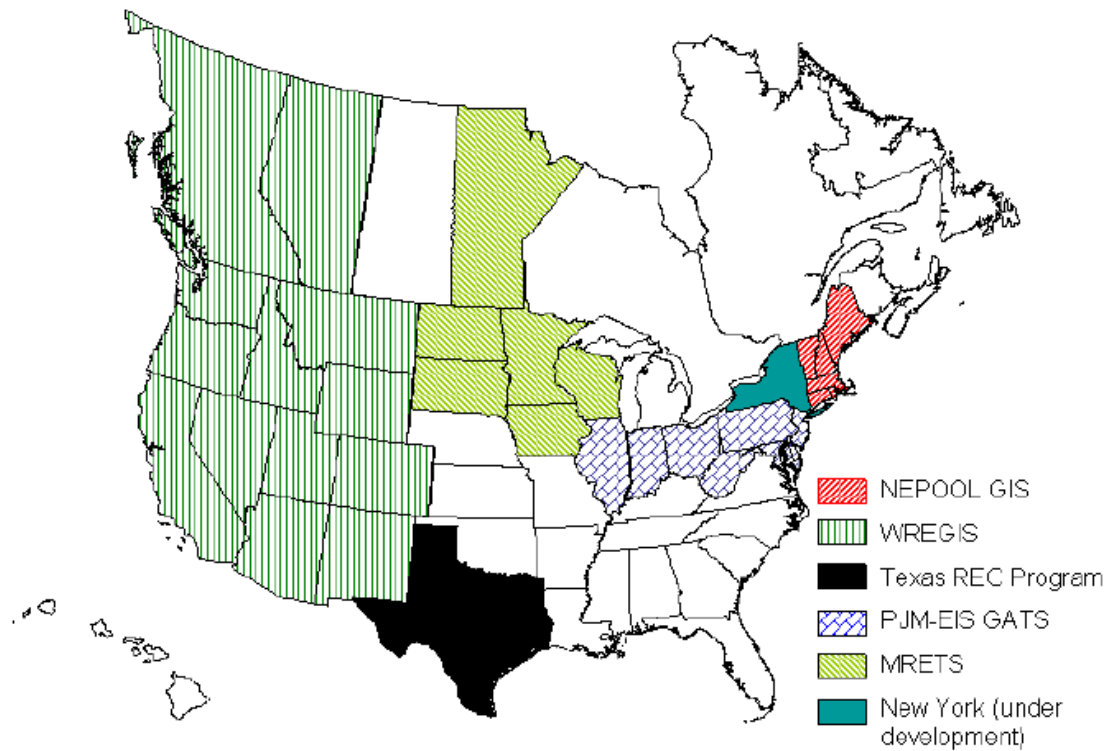 NEPOOL GIS
WREGIS
Texas REC Program
PJM-EIS GATS
MRETS
New York (under
development)